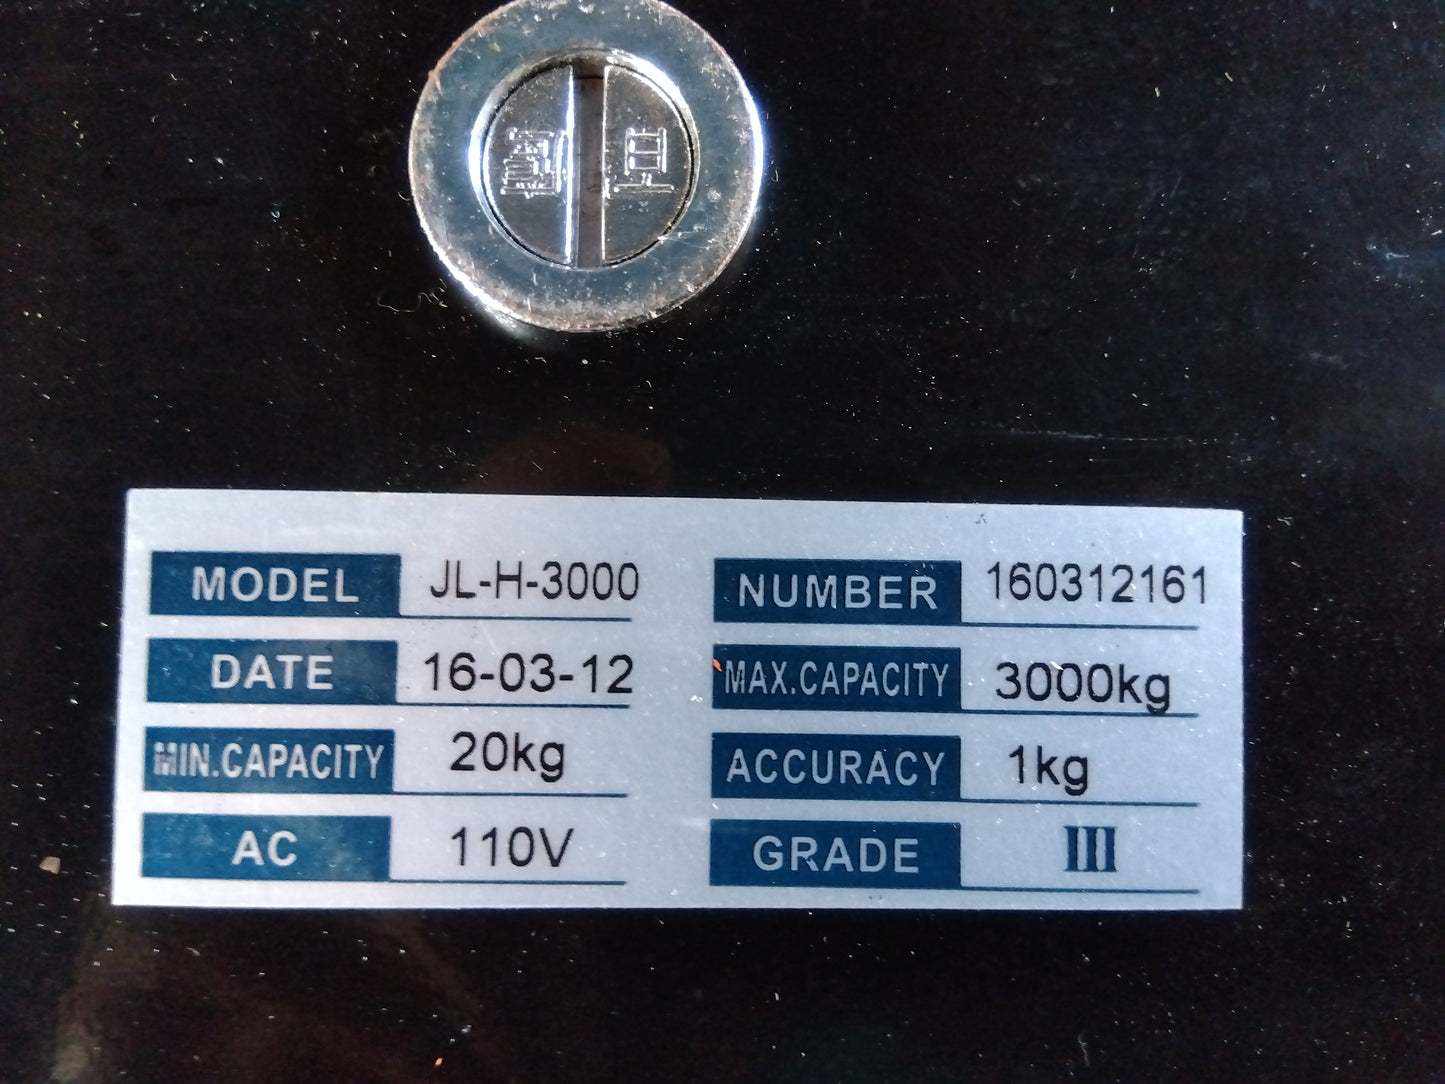 MODEL JL-H-3000 NUMBER 160312161
DATE 16-03-12 MAX.CAPACITY 3000kg
MIN.CAPACITY 20kg ACCURACY 1kg
AC 110V GRADE III